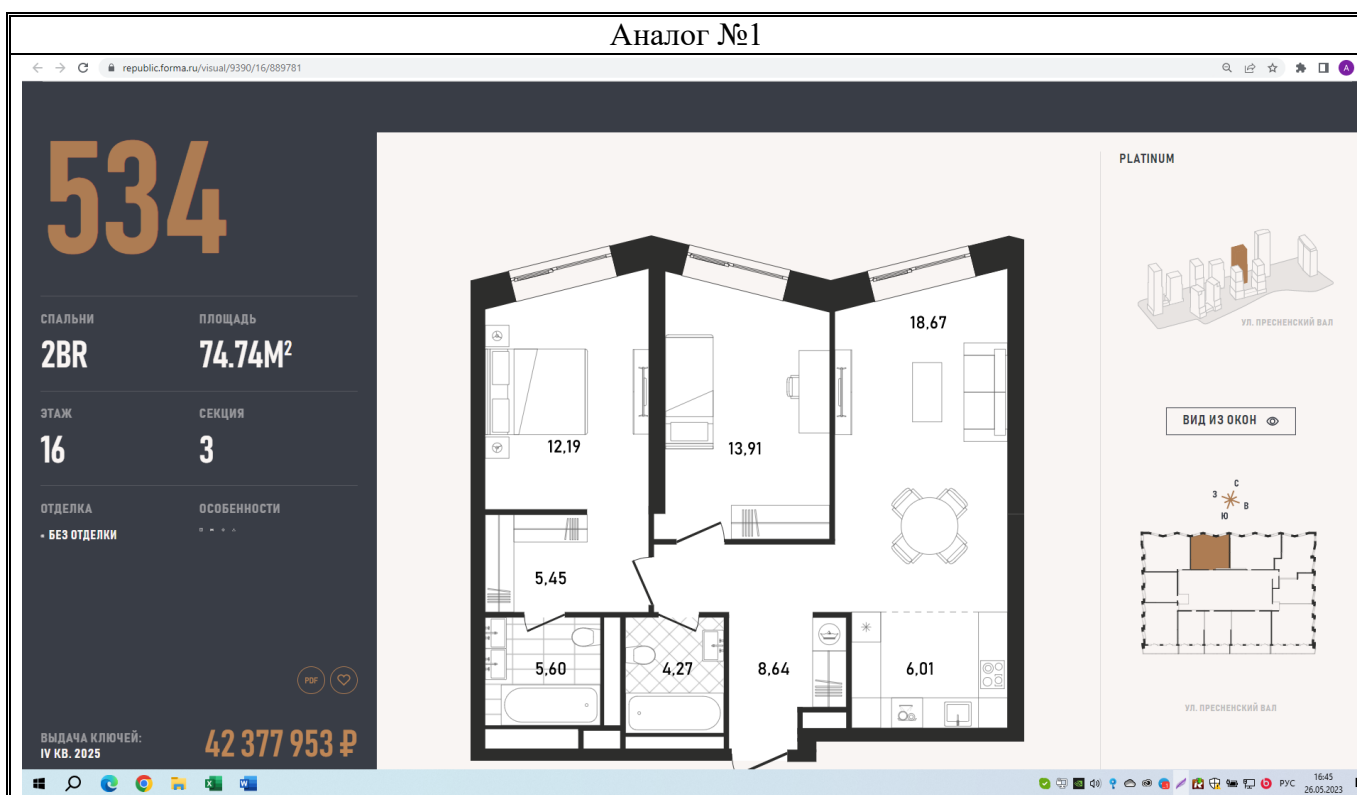 Аналог №1
republic.forma.ru/visual/9390/16/889781
A
534
СПАЛЬНИ ПЛОЩАДЬ
2BR 74.74М²
ЭТАЖ СЕКЦИЯ
16 3
ОТДЕЛКА ОСОБЕННОСТИ
• БЕЗ ОТДЕЛКИ
PDF
ВЫДАЧА КЛЮЧЕЙ:
IV КВ. 2025
42 377 953 ₽
18,67
12,19
13,91
5,45
5,60
4,27
8,64
6,01
PLATINUM
УЛ. ПРЕСНЕНСКИЙ ВАЛ
ВИД ИЗ ОКОН
С
З
В
Ю
УЛ. ПРЕСНЕНСКИЙ ВАЛ
РУС
16:45
26.05.2023